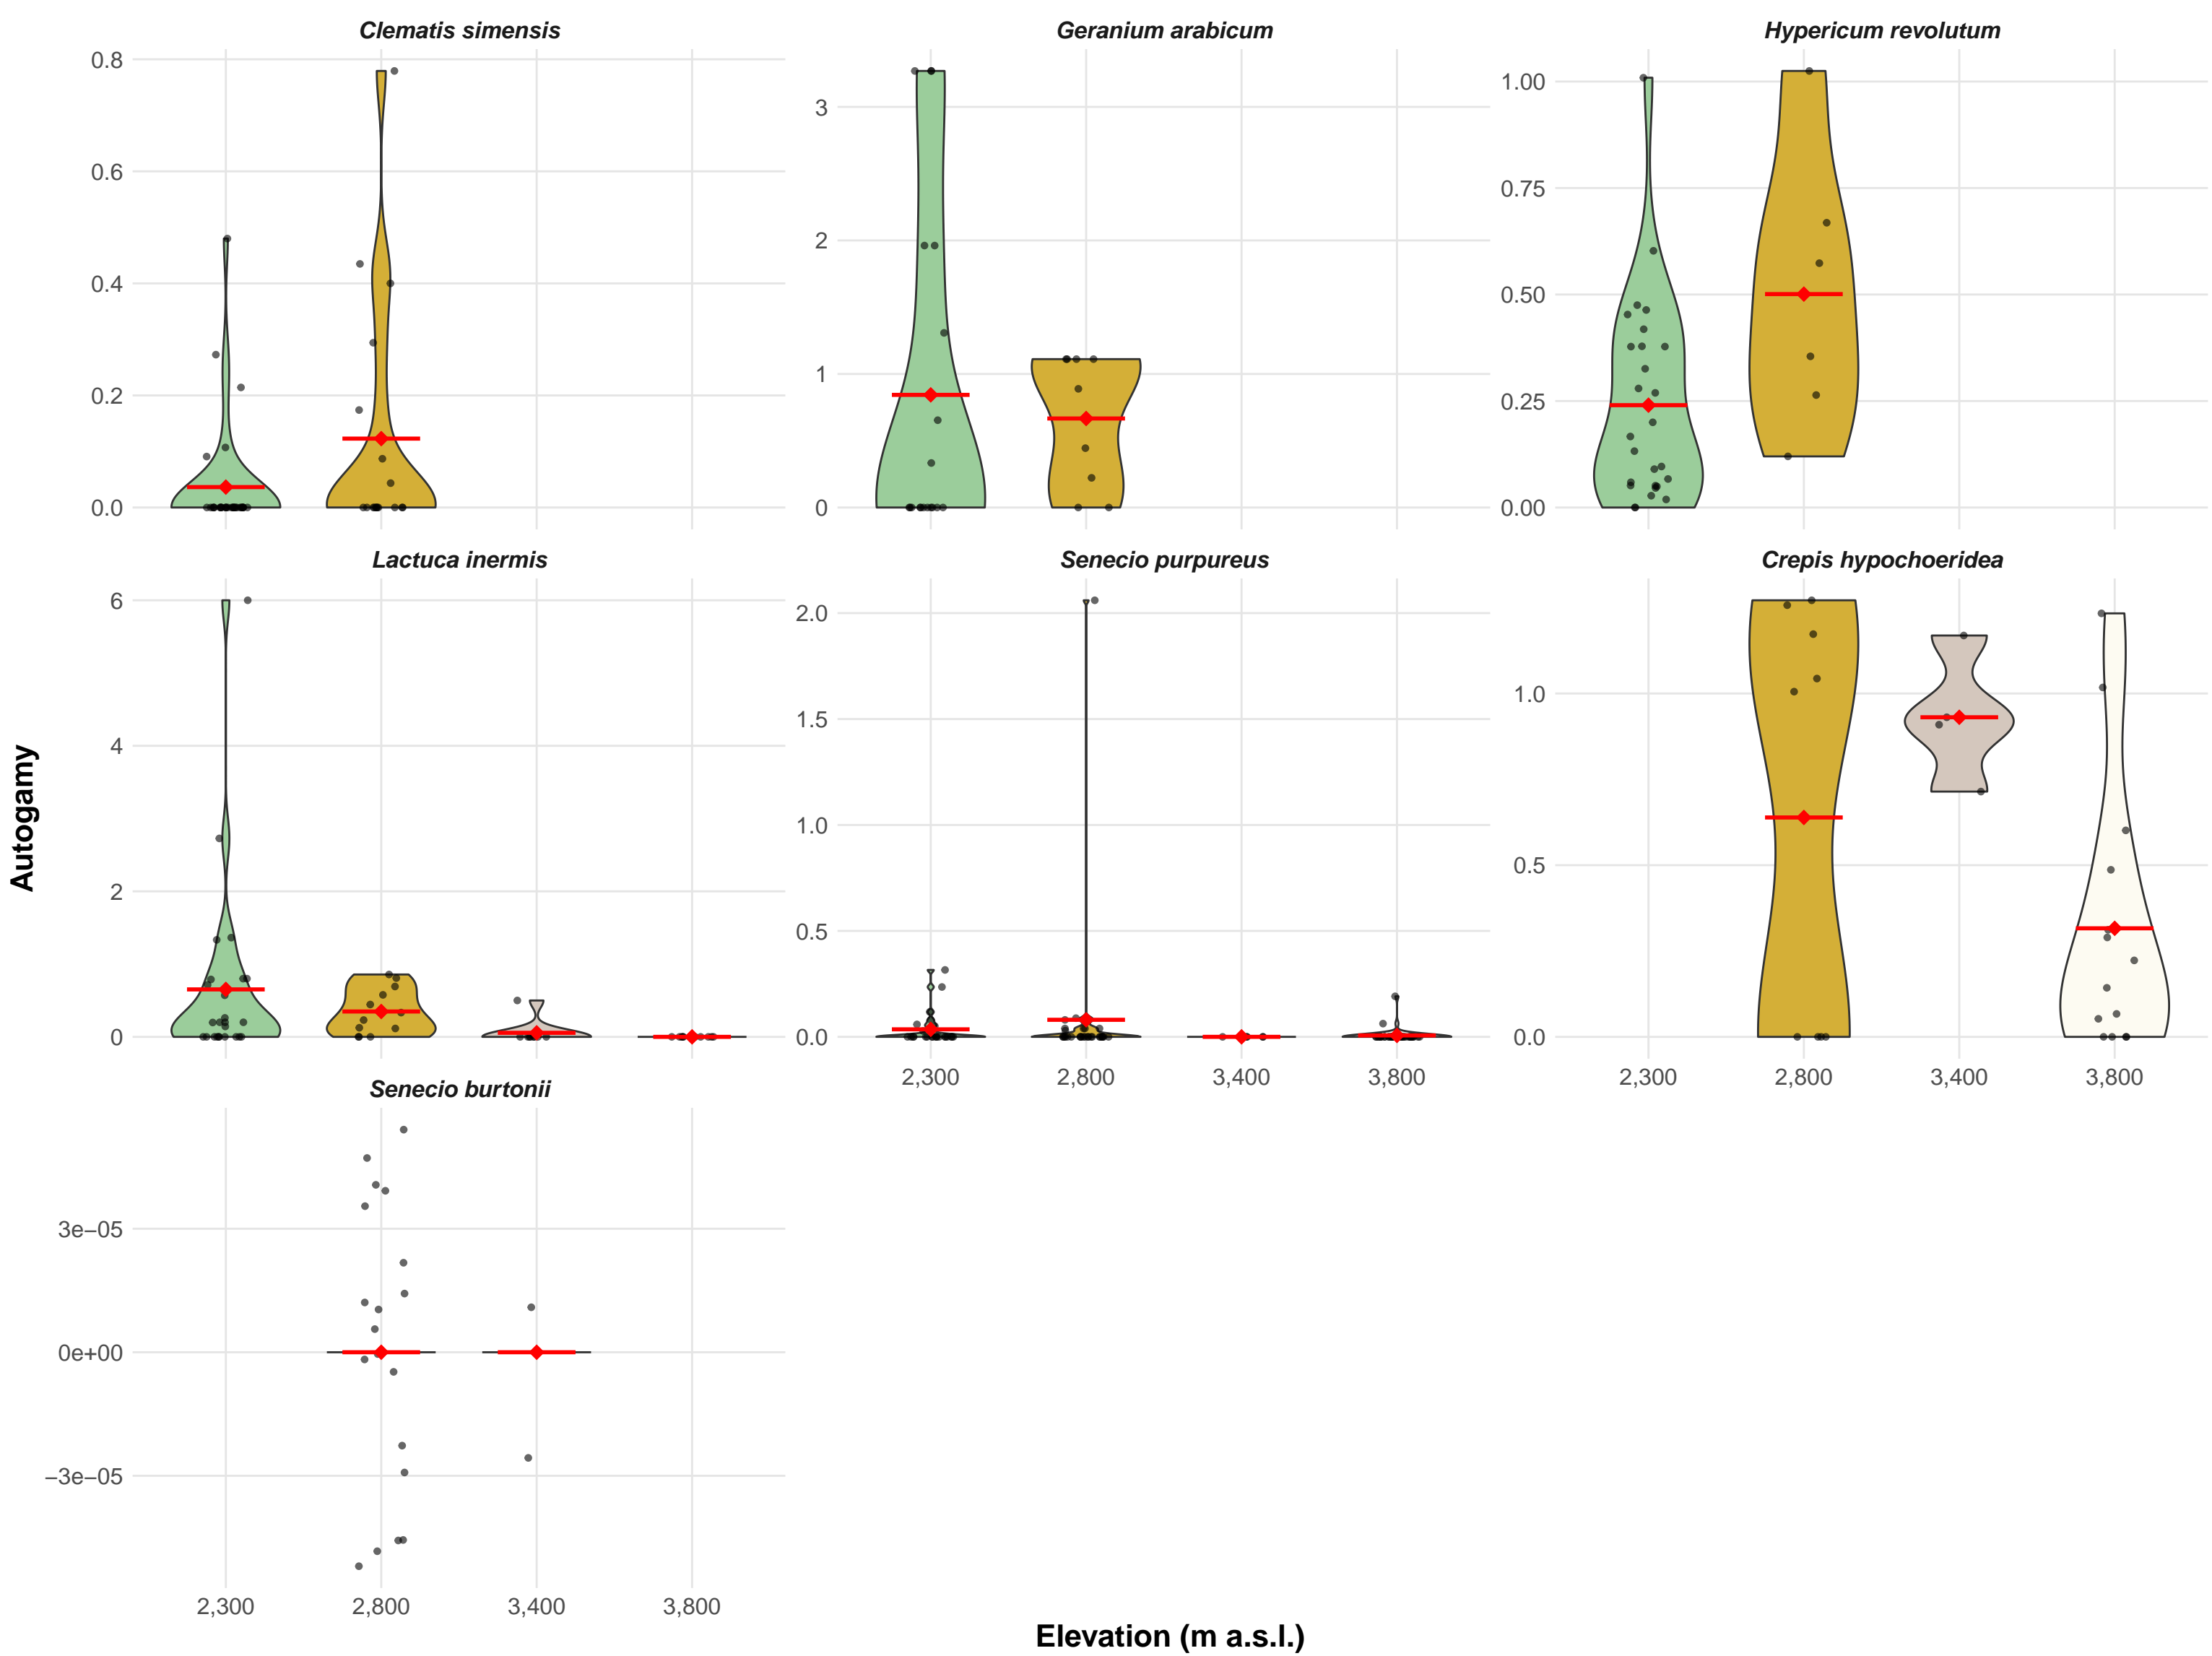 Clematis simensis
Geranium arabicum
Hypericum revolutum
0.8
0.6
0.4
0.2
0.0
3
2
1
0
1.00
0.75
0.50
0.25
0.00
Lactuca inermis
Senecio purpureus
Crepis hypochoeridea
6
4
2
0
2.0
1.5
1.0
0.5
0.0
1.0
0.5
0.0
2,300 2,800 3,400 3,800
2,300 2,800 3,400 3,800
Senecio burtonii
3e−05
0e+00
−3e−05
2,300 2,800 3,400 3,800
Autogamy
Elevation (m a.s.l.)